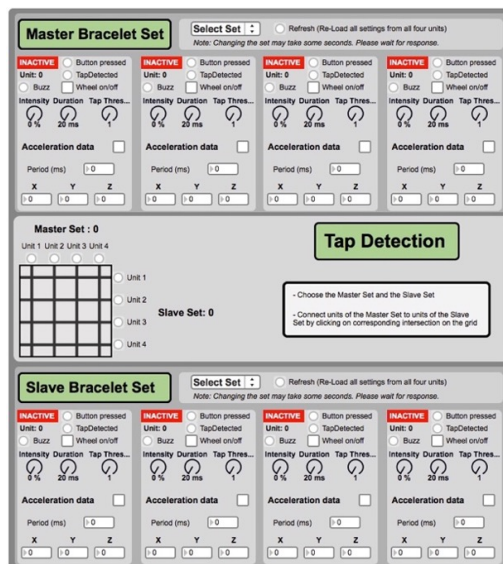 Master Bracelet Set
Select Set
Refresh (Re-Load all settings from all four units)
Note: Changing the set may take some seconds. Please wait for response.
INACTIVE Button pressed INACTIVE Button pressed INACTIVE Button pressed INACTIVE Button pressed
Unit: 0 TapDetected Unit: 0 TapDetected Unit: 0 TapDetected Unit: 0 TapDetected
Buzz Wheel on/off Buzz Wheel on/off Buzz Wheel on/off Buzz Wheel on/off
Intensity Duration Tap Thres... Intensity Duration Tap Thres... Intensity Duration Tap Thres... Intensity Duration Tap Thres...
0 % 20 ms 1 0 % 20 ms 1 0 % 20 ms 1 0 % 20 ms 1
Acceleration data Acceleration data Acceleration data Acceleration data
Period (ms) 0 Period (ms) 0 Period (ms) 0 Period (ms) 0
X Y Z X Y Z X Y Z X Y Z
0 0 0 0 0 0 0 0 0 0 0 0
Master Set : 0
Unit 1 Unit 2 Unit 3 Unit 4
Unit 1
Unit 2
Unit 3
Unit 4
Slave Set: 0
Tap Detection
- Choose the Master Set and the Slave Set
- Connect units of the Master Set to units of the Slave
Set by clicking on corresponding intersection on the grid
Slave Bracelet Set
Select Set
Refresh (Re-Load all settings from all four units)
Note: Changing the set may take some seconds. Please wait for response.
INACTIVE Button pressed INACTIVE Button pressed INACTIVE Button pressed INACTIVE Button pressed
Unit: 0 TapDetected Unit: 0 TapDetected Unit: 0 TapDetected Unit: 0 TapDetected
Buzz Wheel on/off Buzz Wheel on/off Buzz Wheel on/off Buzz Wheel on/off
Intensity Duration Tap Thres... Intensity Duration Tap Thres... Intensity Duration Tap Thres... Intensity Duration Tap Thres...
0 % 20 ms 1 0 % 20 ms 1 0 % 20 ms 1 0 % 20 ms 1
Acceleration data Acceleration data Acceleration data Acceleration data
Period (ms) 0 Period (ms) 0 Period (ms) 0 Period (ms) 0
X Y Z X Y Z X Y Z X Y Z
0 0 0 0 0 0 0 0 0 0 0 0